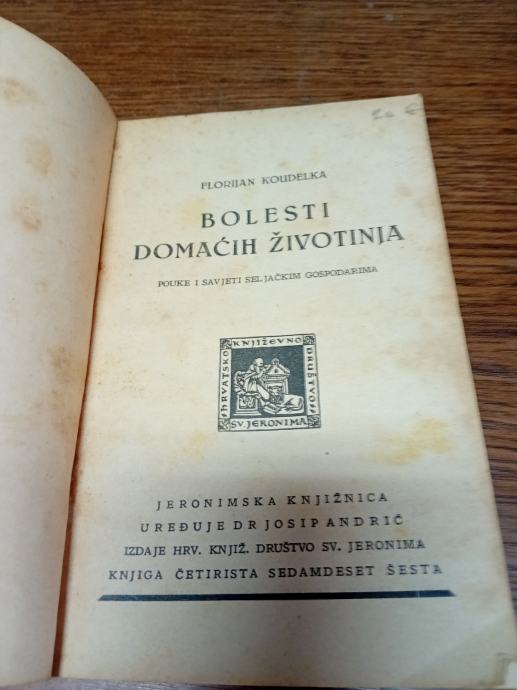 20 €
FLORIJAN KOUDELKA
BOLESTI
DOMAĆIH ŽIVOTINJA
POUKE I SAVJETI SELJAČKIM GOSPODARIMA
HRVATSKO
KNJIŽEVNO
DRUŠTVO
SV. JERONIMA
JERONIMSKA KNJIŽNICA
UREĐUJE DR JOSIP ANDRIĆ
IZDAJE HRV. KNJIŽ. DRUŠTVO SV. JERONIMA
KNJIGA ČETIRISTA SEDAMDESET ŠESTA